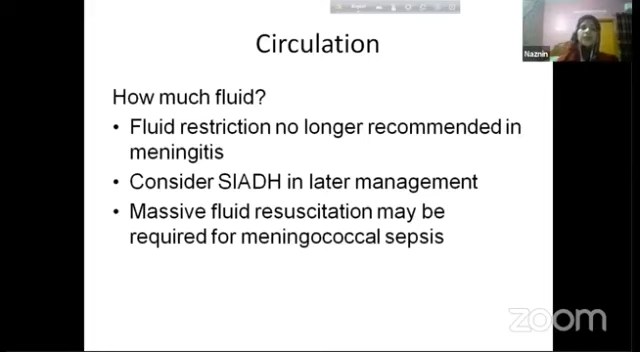 Circulation
Naznin
How much fluid?
• Fluid restriction no longer recommended in
meningitis
• Consider SIADH in later management
• Massive fluid resuscitation may be
required for meningococcal sepsis
zoom